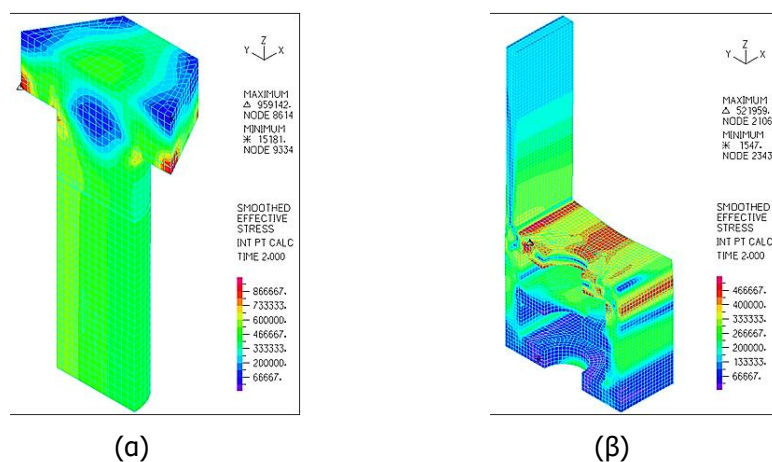 Z
Y X
MAXIMUM
△ 959142.
NODE 8614
MINIMUM
✳ 15181.
NODE 9334
SMOOTHED
EFFECTIVE
STRESS
INT PT CALC
TIME 2.000
866667.
733333.
600000.
466667.
333333.
200000.
66667.
(α)
Z
Y X
MAXIMUM
△ 521959.
NODE 2106
MINIMUM
✳ 1547.
NODE 2343
SMOOTHED
EFFECTIVE
STRESS
INT PT CALC
TIME 2.000
466667.
400000.
333333.
266667.
200000.
133333.
66667.
(β)